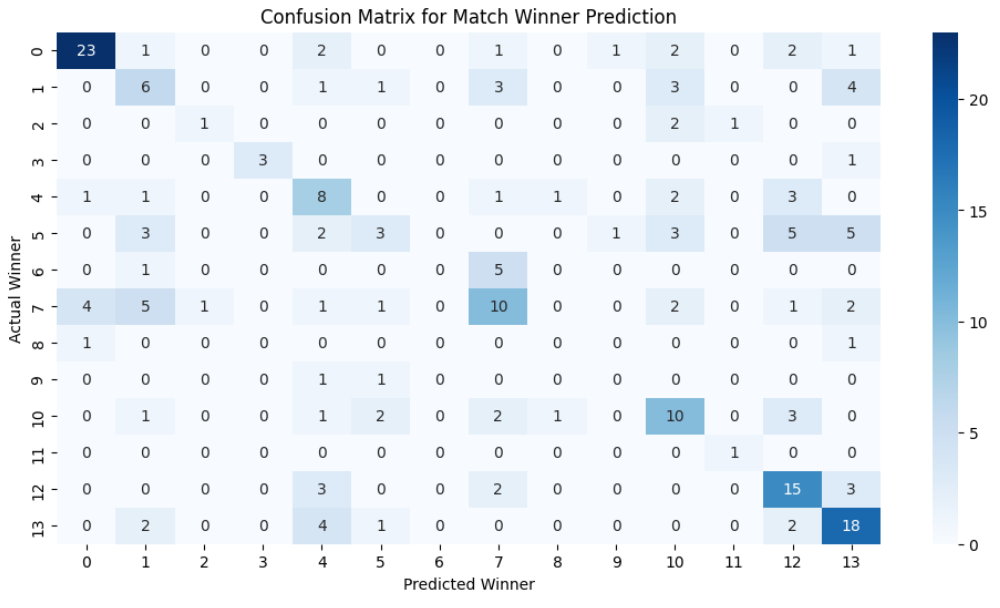 Confusion Matrix for Match Winner Prediction
0 23 1 0 0 2 0 0 1 0 1 2 0 2 1
1 0 6 0 0 1 1 0 3 0 0 3 0 0 4
2 0 0 1 0 0 0 0 0 0 0 2 1 0 0
3 0 0 0 3 0 0 0 0 0 0 0 0 0 1
4 1 1 0 0 8 0 0 1 1 0 2 0 3 0
5 0 3 0 0 2 3 0 0 0 1 3 0 5 5
6 0 1 0 0 0 0 0 5 0 0 0 0 0 0
7 4 5 1 0 1 1 0 10 0 0 2 0 1 2
8 1 0 0 0 0 0 0 0 0 0 0 0 0 1
9 0 0 0 0 1 1 0 0 0 0 0 0 0 0
10 0 1 0 0 1 2 0 2 1 0 10 0 3 0
11 0 0 0 0 0 0 0 0 0 0 0 1 0 0
12 0 0 0 0 3 0 0 2 0 0 0 0 15 3
13 0 2 0 0 4 1 0 0 0 0 0 0 2 18
0 1 2 3 4 5 6 7 8 9 10 11 12 13
Predicted Winner
Actual Winner
20
15
10
5
0